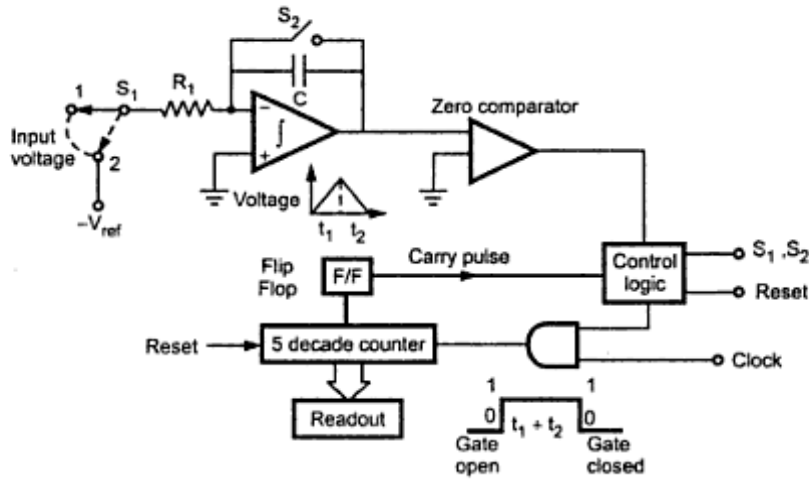 S2
C
1
S1
R1
Input voltage
2
−Vref
−
∫
+
Zero comparator
Voltage
t1 t2
Flip Flop
F/F
Carry pulse
Control logic
S1 ,S2
Reset
Reset
5 decade counter
Clock
Readout
1 1
0 t1 + t2 0
Gate open
Gate closed